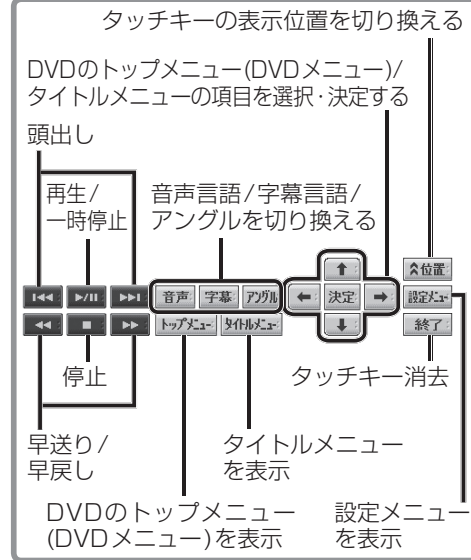 タッチキーの表示位置を切り換える
DVDのトップメニュー(DVDメニュー)/
タイトルメニューの項目を選択・決定する
頭出し
再生/
一時停止
音声言語/字幕言語/
アングルを切り換える
位置
音声 字幕 アングル 決定 設定メニュー
トップメニュー タイトルメニュー 終了
停止
タッチキー消去
早送り/
早戻し
タイトルメニュー
を表示
DVDのトップメニュー
(DVDメニュー)を表示
設定メニュー
を表示